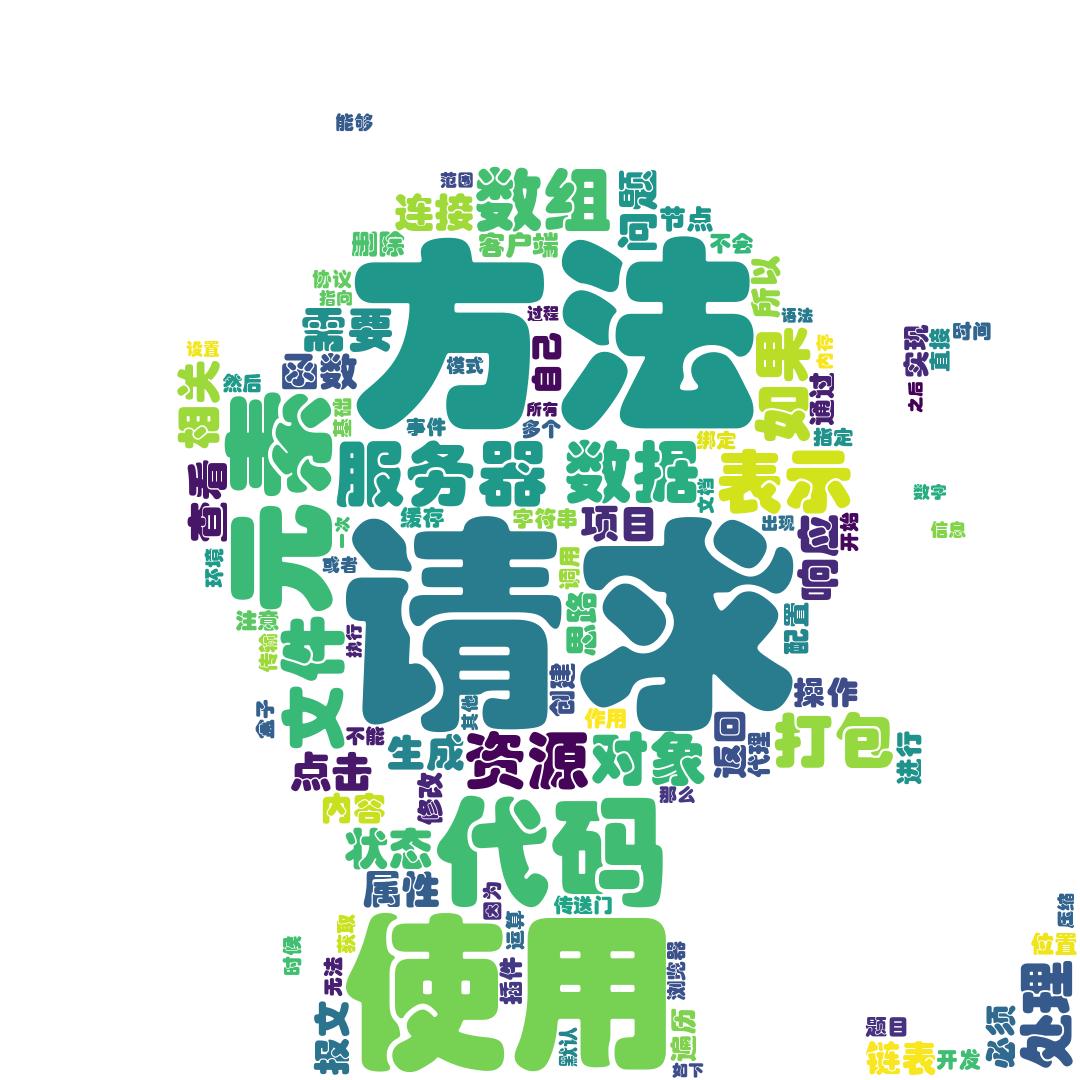 能够
范围
数组
问题
连接
节点
删除
客户端
不会
方法
所以
协议
指向
需要
过程
语法
自己
如果
内存
实现
直接
时间
设置
函数
模式
相关
然后
通过
之后
元素
基础
所有
事件
多个
指定
绑定
服务器
数据
表示
文档
查看
数字
缓存
字符串
项目
出现
响应
开始
信息
一次
环境
或者
请求
调用
思路
配置
注意
传输
文件
执行
创建
操作
盒子
其他
作用
不能
生成
资源
对象
返回
代理
打包
进行
点击
内容
修改
那么
代码
状态
属性
因为
传送门
压缩
获取
运算
时候
无法
使用
插件
浏览器
位置
处理
报文
默认
遍历
如下
题目
必须
链表
开发